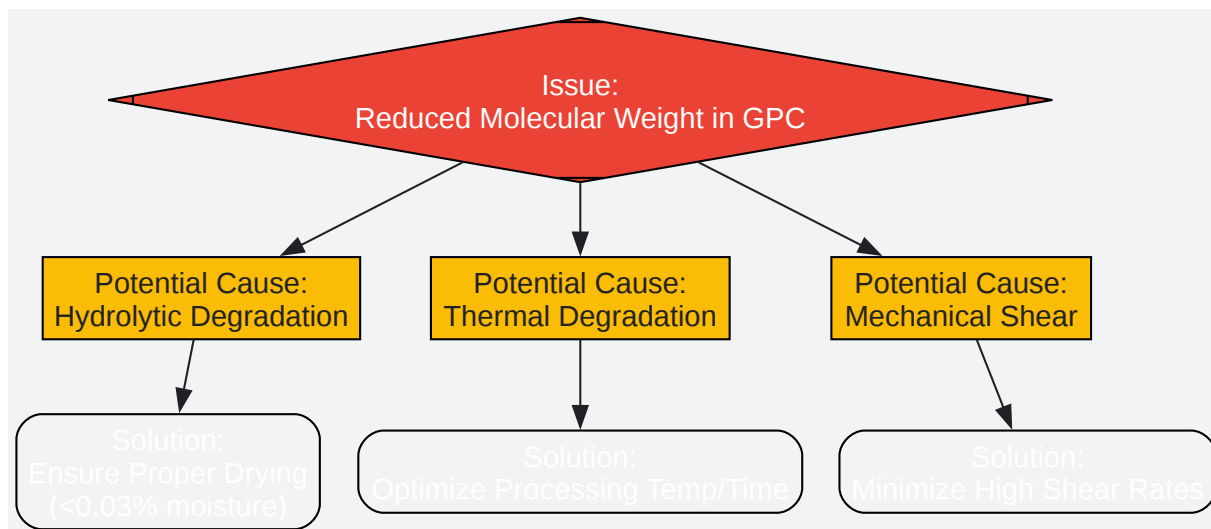 Issue:
Reduced Molecular Weight in GPC
Potential Cause:
Hydrolytic Degradation
Potential Cause:
Thermal Degradation
Potential Cause:
Mechanical Shear
Solution:
Ensure Proper Drying
(<0.03% moisture)
Solution:
Optimize Processing Temp/Time
Solution:
Minimize High Shear Rates